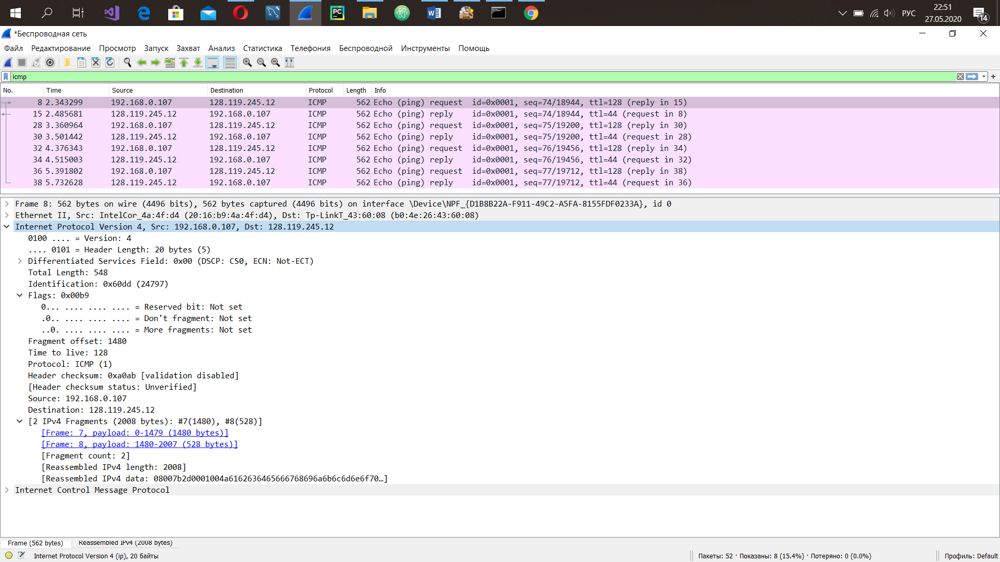 PC
W
РУС
22:51
27.05.2020
14
*Беспроводная сеть
Файл Редактирование Просмотр Запуск Захват Анализ Статистика Телефония Беспроводной Инструменты Помощь
icmp
No. Time Source Destination Protocol Length Info
8 2.343299 192.168.0.107 128.119.245.12 ICMP 562 Echo (ping) request id=0x0001, seq=74/18944, ttl=128 (reply in 15)
15 2.485681 128.119.245.12 192.168.0.107 ICMP 562 Echo (ping) reply id=0x0001, seq=74/18944, ttl=44 (request in 8)
28 3.360964 192.168.0.107 128.119.245.12 ICMP 562 Echo (ping) request id=0x0001, seq=75/19200, ttl=128 (reply in 30)
30 3.501442 128.119.245.12 192.168.0.107 ICMP 562 Echo (ping) reply id=0x0001, seq=75/19200, ttl=44 (request in 28)
32 4.376343 192.168.0.107 128.119.245.12 ICMP 562 Echo (ping) request id=0x0001, seq=76/19456, ttl=128 (reply in 34)
34 4.515003 128.119.245.12 192.168.0.107 ICMP 562 Echo (ping) reply id=0x0001, seq=76/19456, ttl=44 (request in 32)
36 5.391802 192.168.0.107 128.119.245.12 ICMP 562 Echo (ping) request id=0x0001, seq=77/19712, ttl=128 (reply in 38)
38 5.732628 128.119.245.12 192.168.0.107 ICMP 562 Echo (ping) reply id=0x0001, seq=77/19712, ttl=44 (request in 36)
Frame 8: 562 bytes on wire (4496 bits), 562 bytes captured (4496 bits) on interface \Device\NPF_{D1B8B22A-F911-49C2-A5FA-8155FDF0233A}, id 0
Ethernet II, Src: IntelCor_4a:4f:d4 (20:16:b9:4a:4f:d4), Dst: Tp-LinkT_43:60:08 (b0:4e:26:43:60:08)
Internet Protocol Version 4, Src: 192.168.0.107, Dst: 128.119.245.12
0100 .... = Version: 4
.... 0101 = Header Length: 20 bytes (5)
Differentiated Services Field: 0x00 (DSCP: CS0, ECN: Not-ECT)
Total Length: 548
Identification: 0x60dd (24797)
Flags: 0x00b9
0... .... .... .... = Reserved bit: Not set
.0.. .... .... .... = Don't fragment: Not set
..0. .... .... .... = More fragments: Not set
Fragment offset: 1480
Time to live: 128
Protocol: ICMP (1)
Header checksum: 0xa0ab [validation disabled]
[Header checksum status: Unverified]
Source: 192.168.0.107
Destination: 128.119.245.12
[2 IPv4 Fragments (2008 bytes): #7(1480), #8(528)]
[Frame: 7, payload: 0-1479 (1480 bytes)]
[Frame: 8, payload: 1480-2007 (528 bytes)]
[Fragment count: 2]
[Reassembled IPv4 length: 2008]
[Reassembled IPv4 data: 08007b2d0001004a6162636465666768696a6b6c6d6e6f70…]
Internet Control Message Protocol
Frame (562 bytes) Reassembled IPv4 (2008 bytes)
Internet Protocol Version 4 (ip), 20 байты
Пакеты: 52 · Показаны: 8 (15.4%) · Потеряно: 0 (0.0%)
Профиль: Default